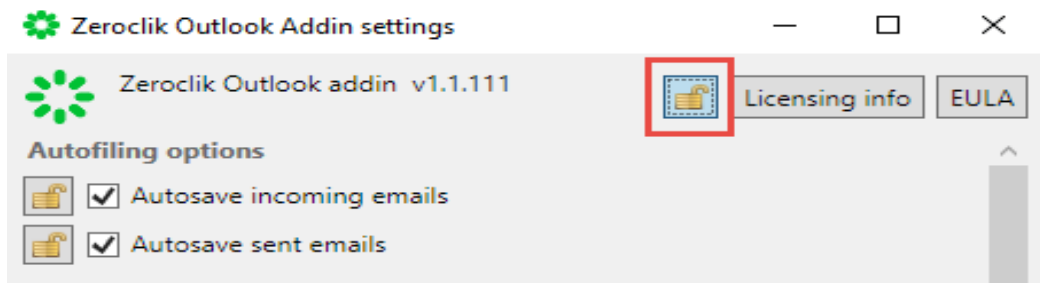 Zeroclik Outlook Addin settings
Zeroclik Outlook addin v1.1.111
Licensing info
EULA
Autofiling options
Autosave incoming emails
Autosave sent emails